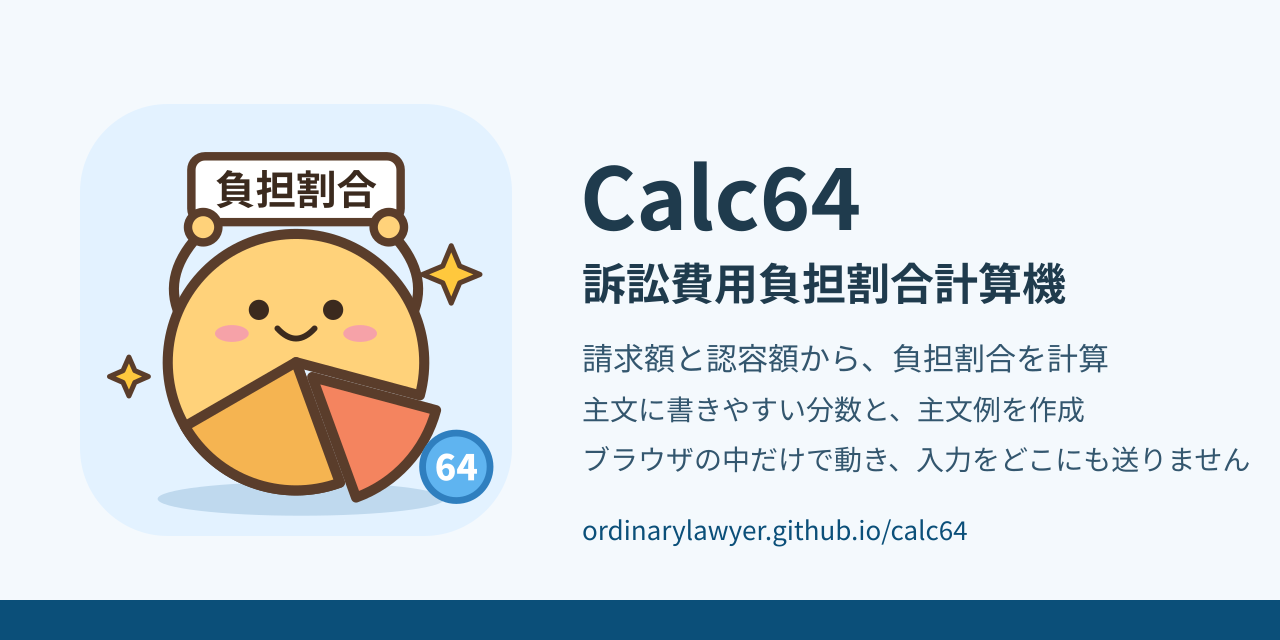 負担割合
64
Calc64
訴訟費用負担割合計算機
請求額と認容額から、負担割合を計算
主文に書きやすい分数と、主文例を作成
ブラウザの中だけで動き、入力をどこにも送りません
ordinarylawyer.github.io/calc64